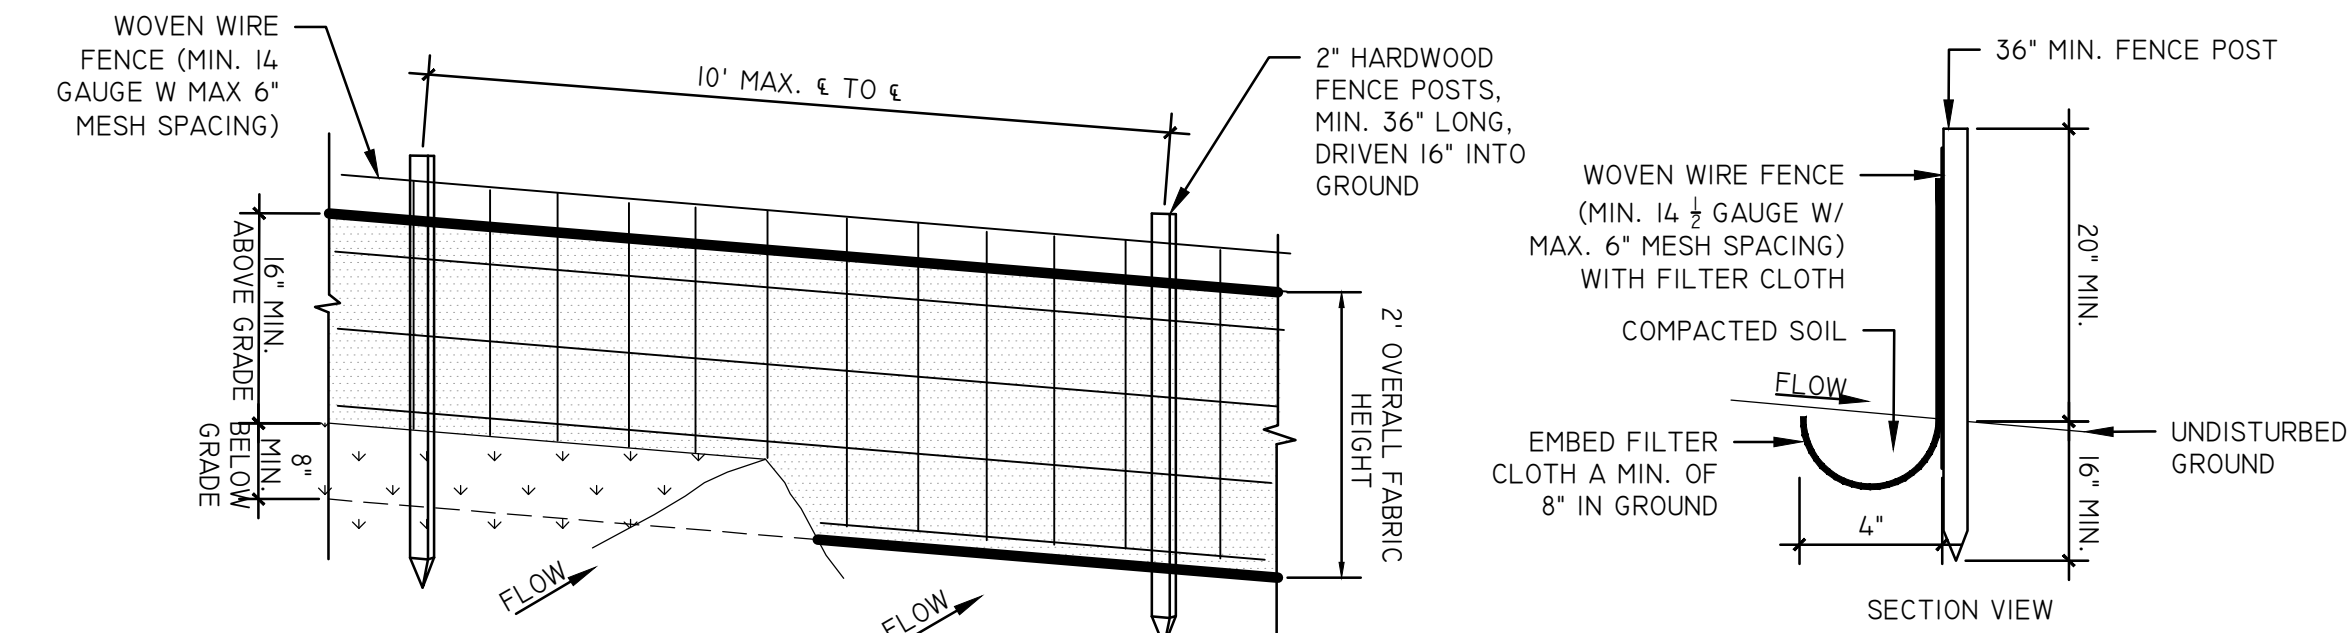 WOVEN WIRE
FENCE (MIN. 14
GAUGE W MAX 6"
MESH SPACING)
10' MAX. ℄ TO ℄
2" HARDWOOD
FENCE POSTS,
MIN. 36" LONG,
DRIVEN 16" INTO
GROUND
16" MIN.
ABOVE GRADE
8"
MIN.
BELOW
GRADE
2' OVERALL FABRIC
HEIGHT
FLOW
FLOW
36" MIN. FENCE POST
WOVEN WIRE FENCE
(MIN. 14 ½ GAUGE W/
MAX. 6" MESH SPACING)
WITH FILTER CLOTH
COMPACTED SOIL
FLOW
EMBED FILTER
CLOTH A MIN. OF
8" IN GROUND
4"
20" MIN.
16" MIN.
UNDISTURBED
GROUND
SECTION VIEW